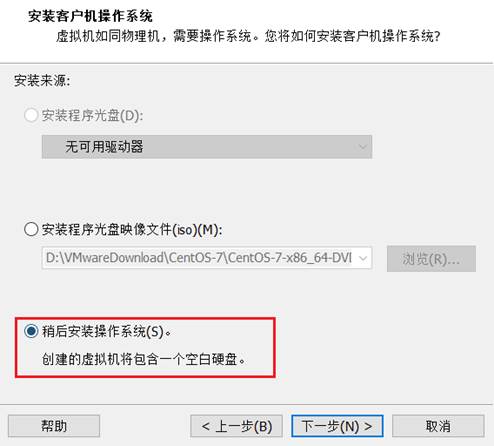 安装客户机操作系统
虚拟机如同物理机，需要操作系统。您将如何安装客户机操作系统?
安装来源:
安装程序光盘(D):
无可用驱动器
安装程序光盘映像文件(iso)(M):
D:\VMwareDownload\CentOS-7\CentOS-7-x86_64-DVD
浏览(R)...
稍后安装操作系统(S)。
创建的虚拟机将包含一个空白硬盘。
帮助
< 上一步(B)
下一步(N) >
取消